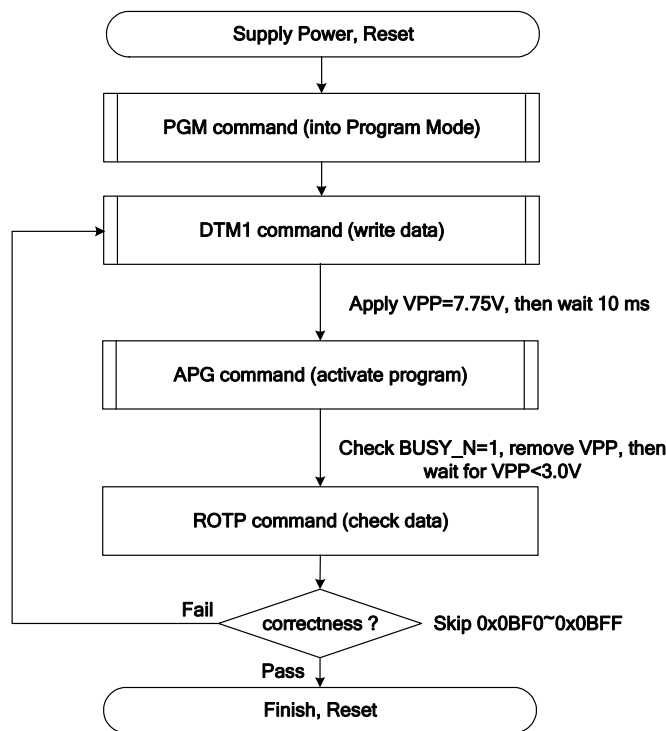 Supply Power, Reset
PGM command (into Program Mode)
DTM1 command (write data)
Apply VPP=7.75V, then wait 10 ms
APG command (activate program)
Check BUSY_N=1, remove VPP, then
wait for VPP<3.0V
ROTP command (check data)
Fail
correctness ?
Skip 0x0BF0~0x0BFF
Pass
Finish, Reset